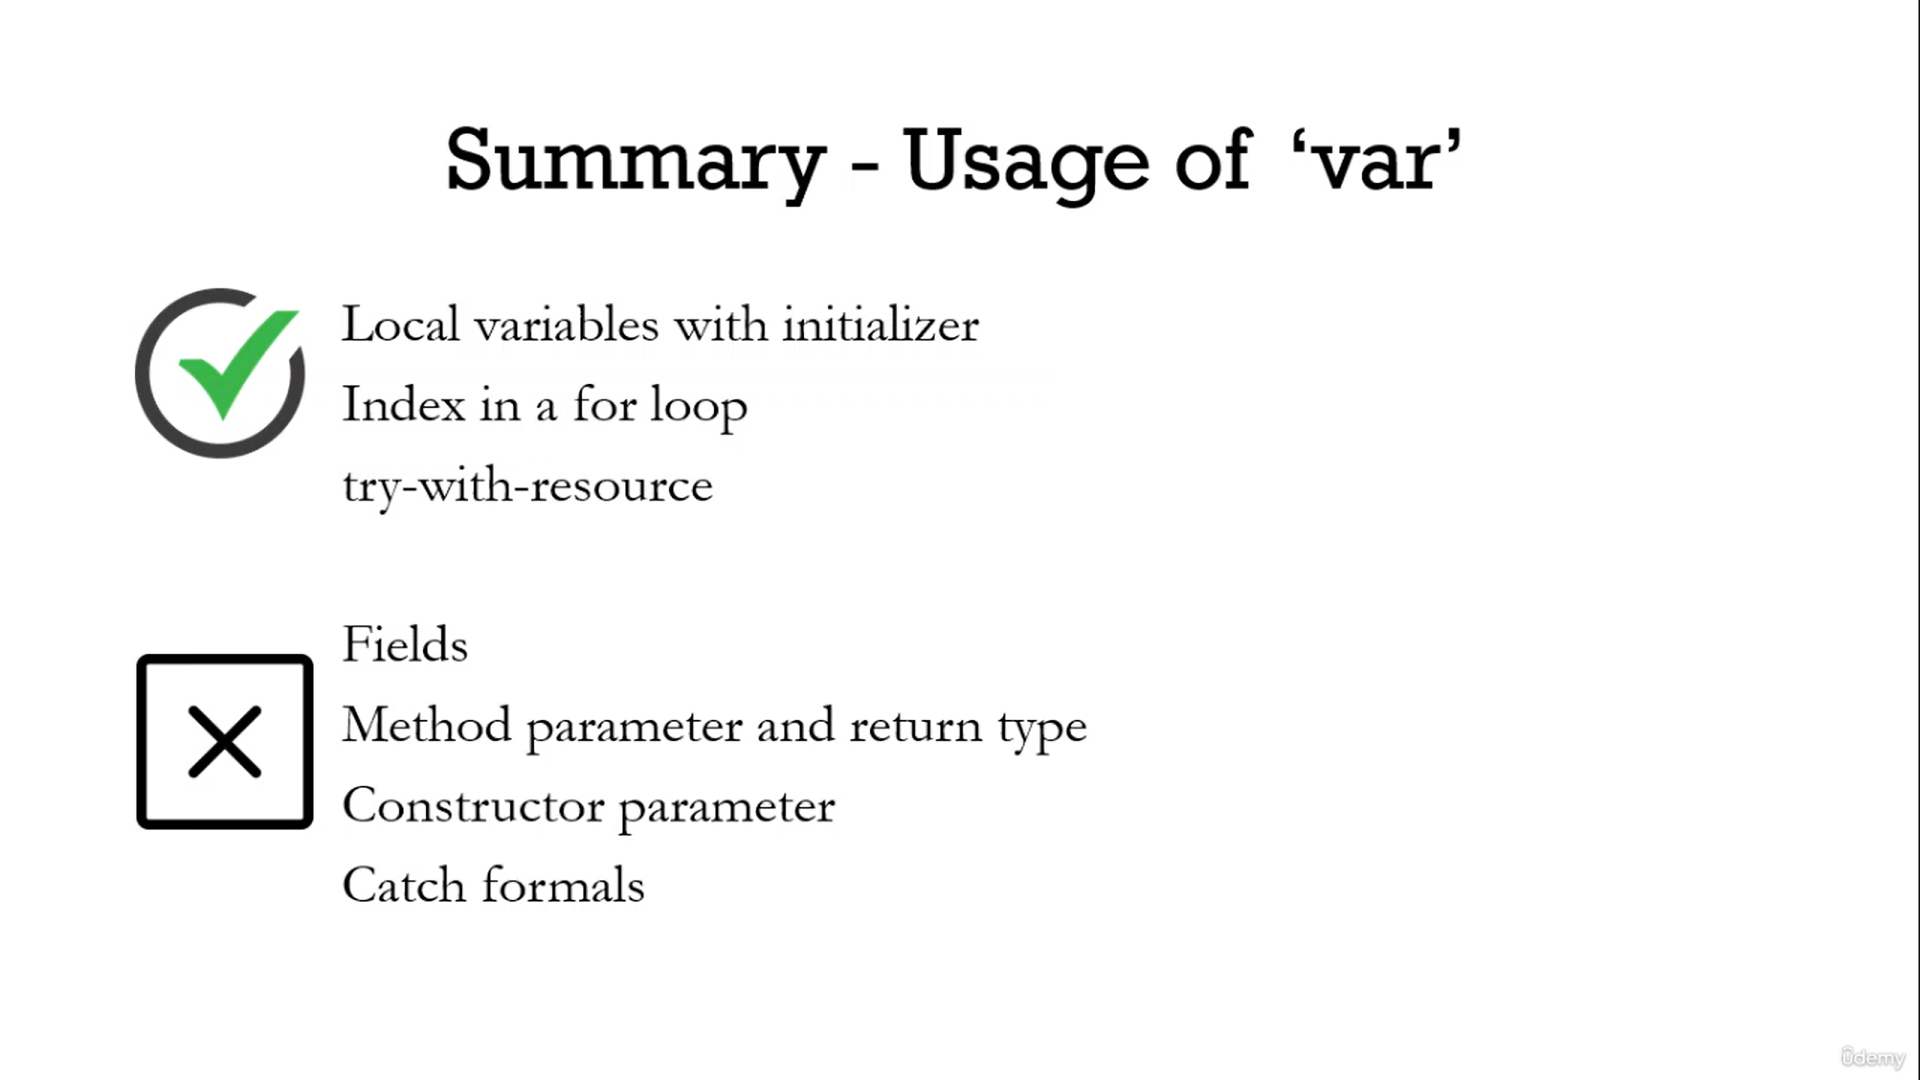 Summary - Usage of ‘var’
Local variables with initializer
Index in a for loop
try-with-resource
Fields
Method parameter and return type
Constructor parameter
Catch formals
ûdemy